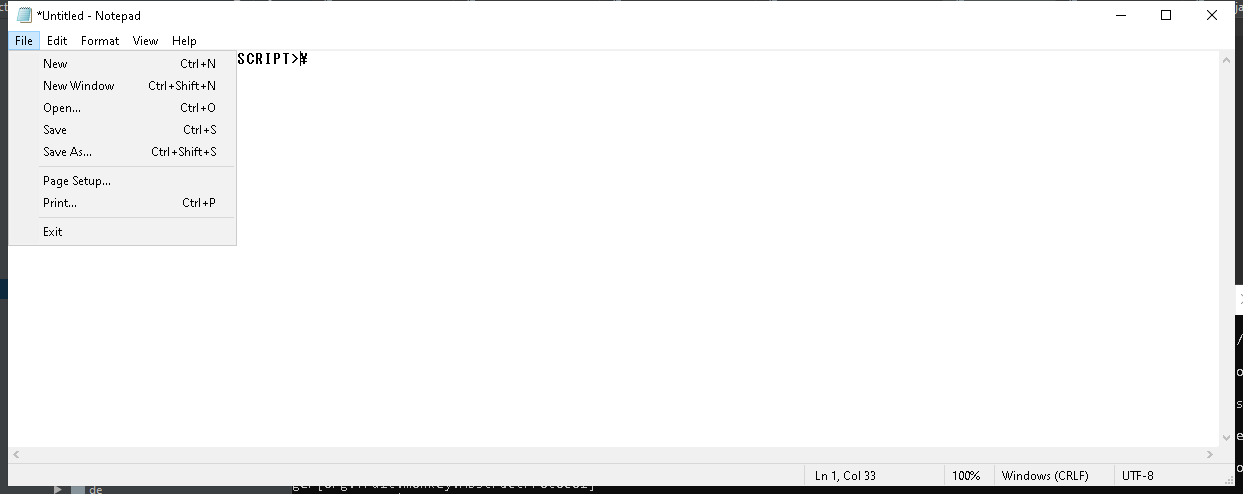 *Untitled - Notepad
File Edit Format View Help
SCRIPT>¥
New Ctrl+N
New Window Ctrl+Shift+N
Open... Ctrl+O
Save Ctrl+S
Save As... Ctrl+Shift+S
Page Setup...
Print... Ctrl+P
Exit
Ln 1, Col 33 100% Windows (CRLF) UTF-8
de